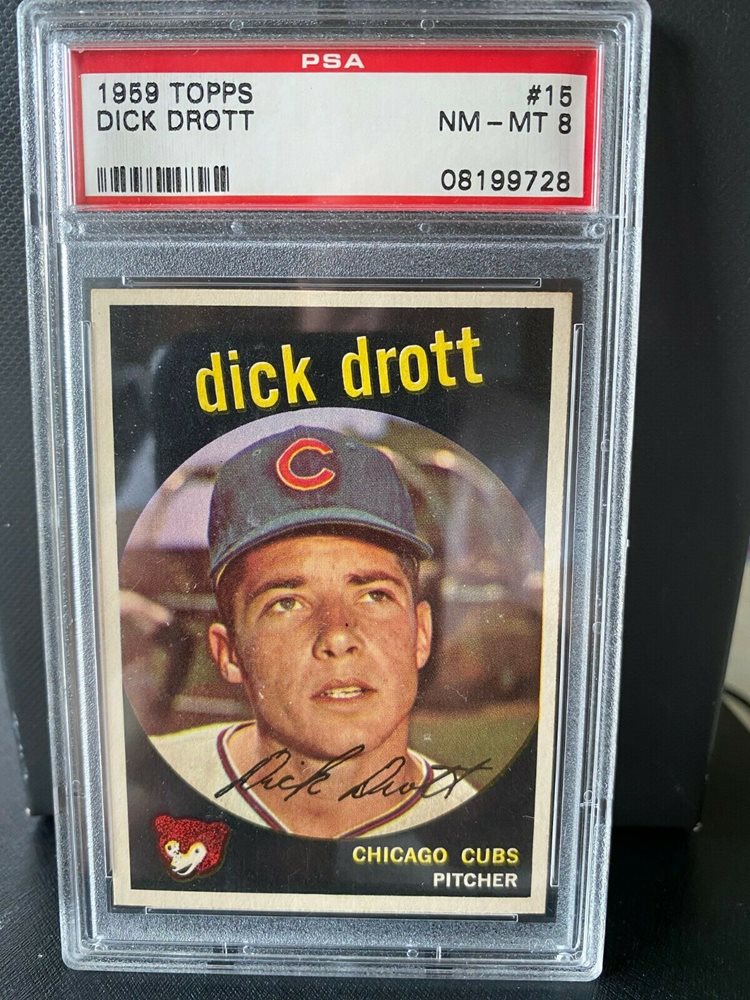 PSA
1959 TOPPS #15
DICK DROTT NM-MT 8
08199728
dick drott
C
Dick Drott
CHICAGO CUBS
PITCHER